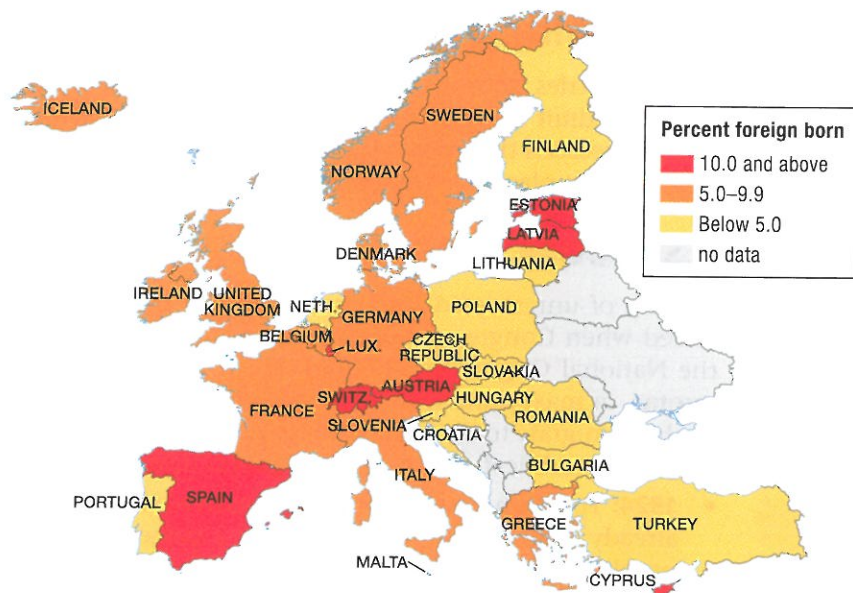 ICELAND
SWEDEN
FINLAND
NORWAY
ESTONIA
LATVIA
LITHUANIA
DENMARK
IRELAND
UNITED
KINGDOM
NETH.
POLAND
GERMANY
BELGIUM
LUX.
CZECH
REPUBLIC
SLOVAKIA
AUSTRIA
SWITZ.
HUNGARY
FRANCE
SLOVENIA
ROMANIA
CROATIA
ITALY
BULGARIA
PORTUGAL
SPAIN
GREECE
TURKEY
MALTA
CYPRUS
Percent foreign born
10.0 and above
5.0–9.9
Below 5.0
no data